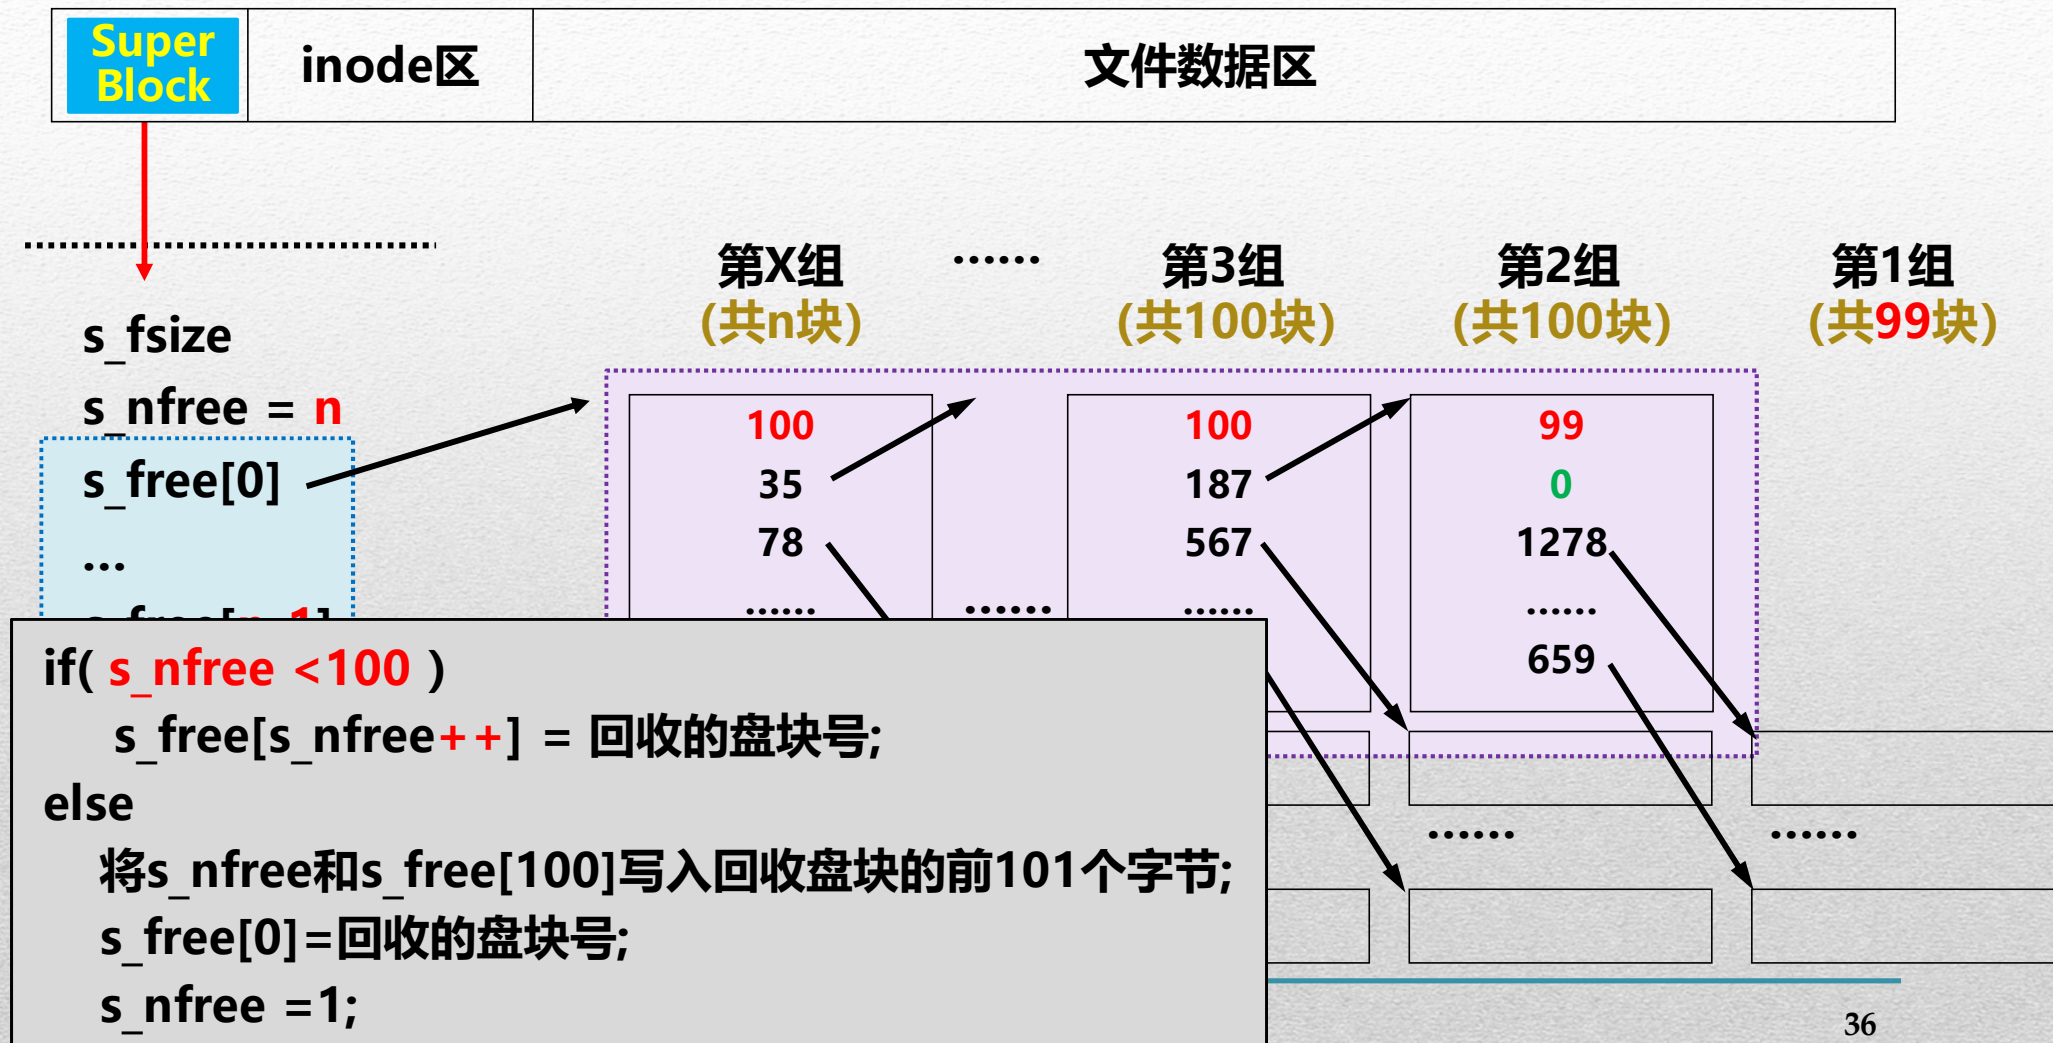 Super
Block
inode区
文件数据区
第X组
……
第3组
第2组
第1组
(共n块)
(共100块)
(共100块)
(共99块)
s_fsize
s_nfree = n
s_free[0]
...
100
35
78
……
……
100
187
567
……
99
0
1278
……
659
……
……
if( s_nfree <100 )
s_free[s_nfree++] = 回收的盘块号;
else
将s_nfree和s_free[100]写入回收盘块的前101个字节;
s_free[0]=回收的盘块号;
s_nfree =1;
36